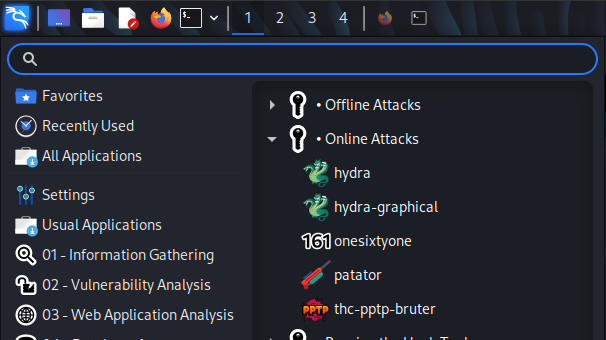 1 2 3 4
Favorites
Recently Used
All Applications
Settings
Usual Applications
01 - Information Gathering
02 - Vulnerability Analysis
03 - Web Application Analysis
• Offline Attacks
• Online Attacks
hydra
hydra-graphical
161 onesixtyone
patator
PPTP thc-pptp-bruter